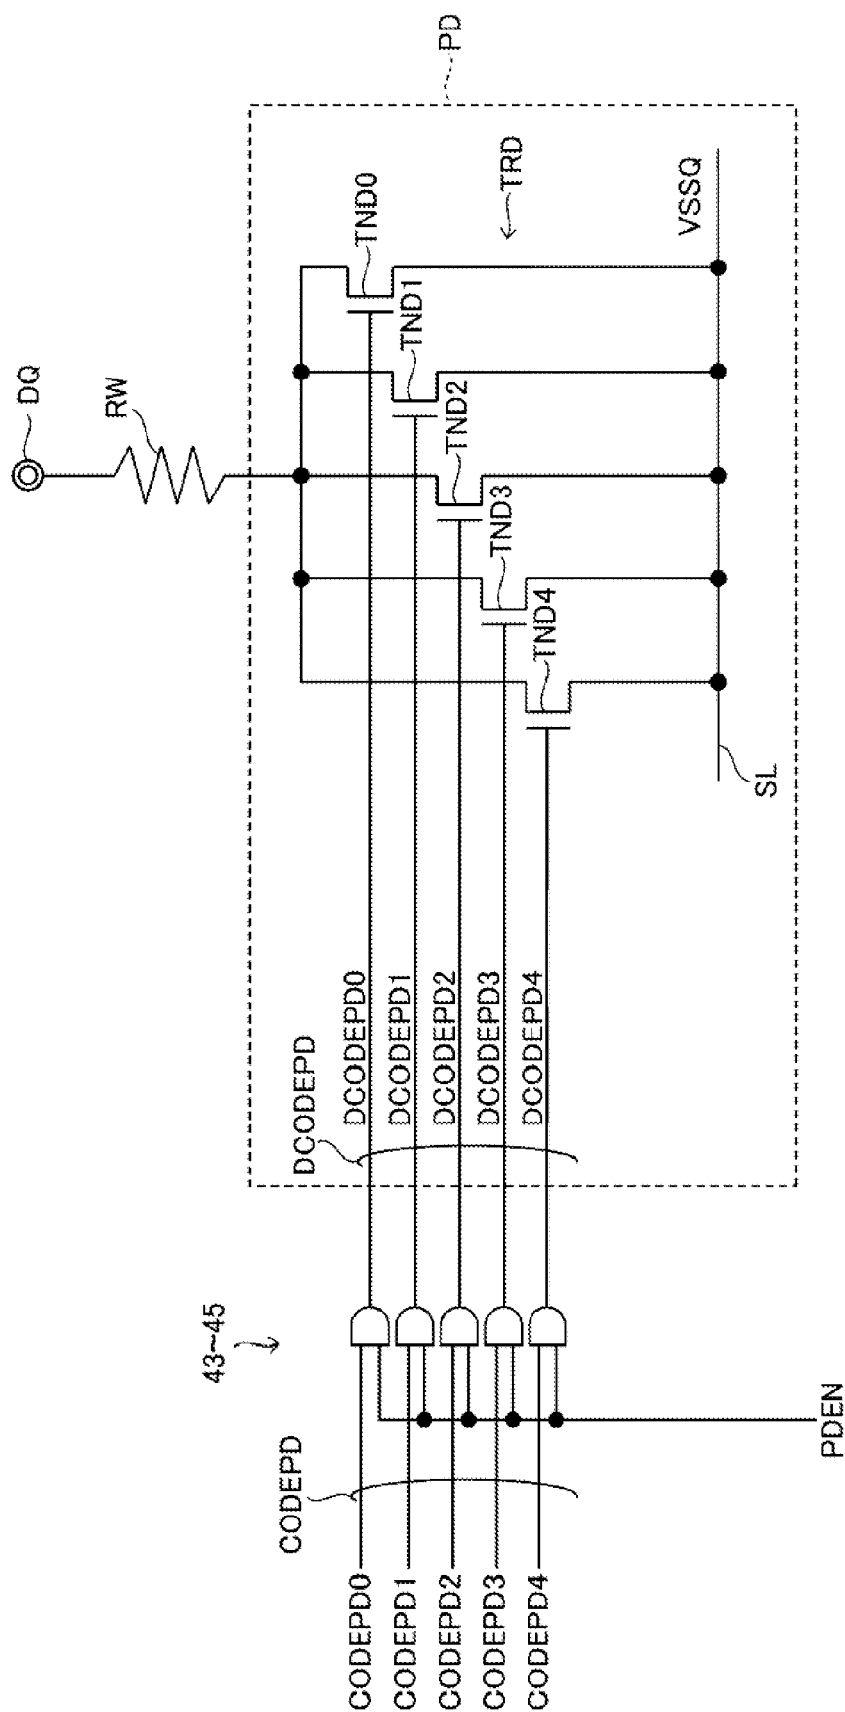 DQ
RW
PD
TRD
TND0
TND1
TND2
TND3
TND4
VSSQ
SL
DCODEPD
DCODEPD0
DCODEPD1
DCODEPD2
DCODEPD3
DCODEPD4
43~45
CODEPD
CODEPD0
CODEPD1
CODEPD2
CODEPD3
CODEPD4
PDEN